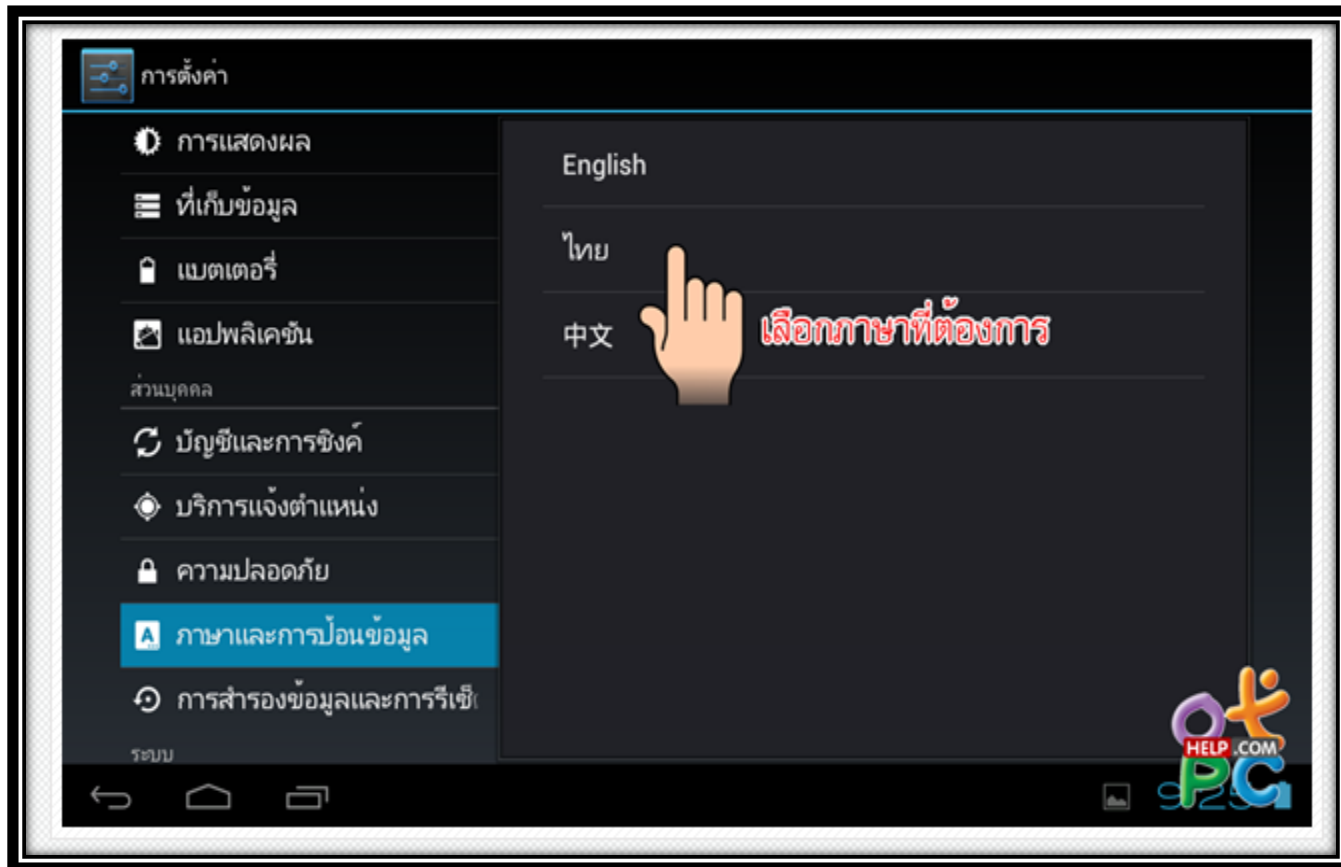 การตั้งค่า
การแสดงผล
ที่เก็บข้อมูล
แบตเตอรี่
แอปพลิเคชัน
ส่วนบุคคล
บัญชีและการซิงค์
บริการแจ้งตำแหน่ง
ความปลอดภัย
ภาษาและการป้อนข้อมูล
การสำรองข้อมูลและการรีเซ็
ระบบ
English
ไทย
中文
เลือกภาษาที่ต้องการ
HELP .COM
PC